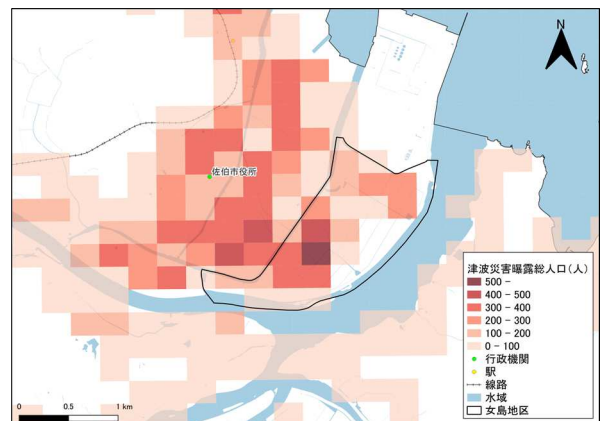 N
佐伯市役所
津波災害曝露総人口(人)
500 -
400 - 500
300 - 400
200 - 300
100 - 200
0 - 100
行政機関
駅
線路
水域
女島地区
0 0.5 1 km